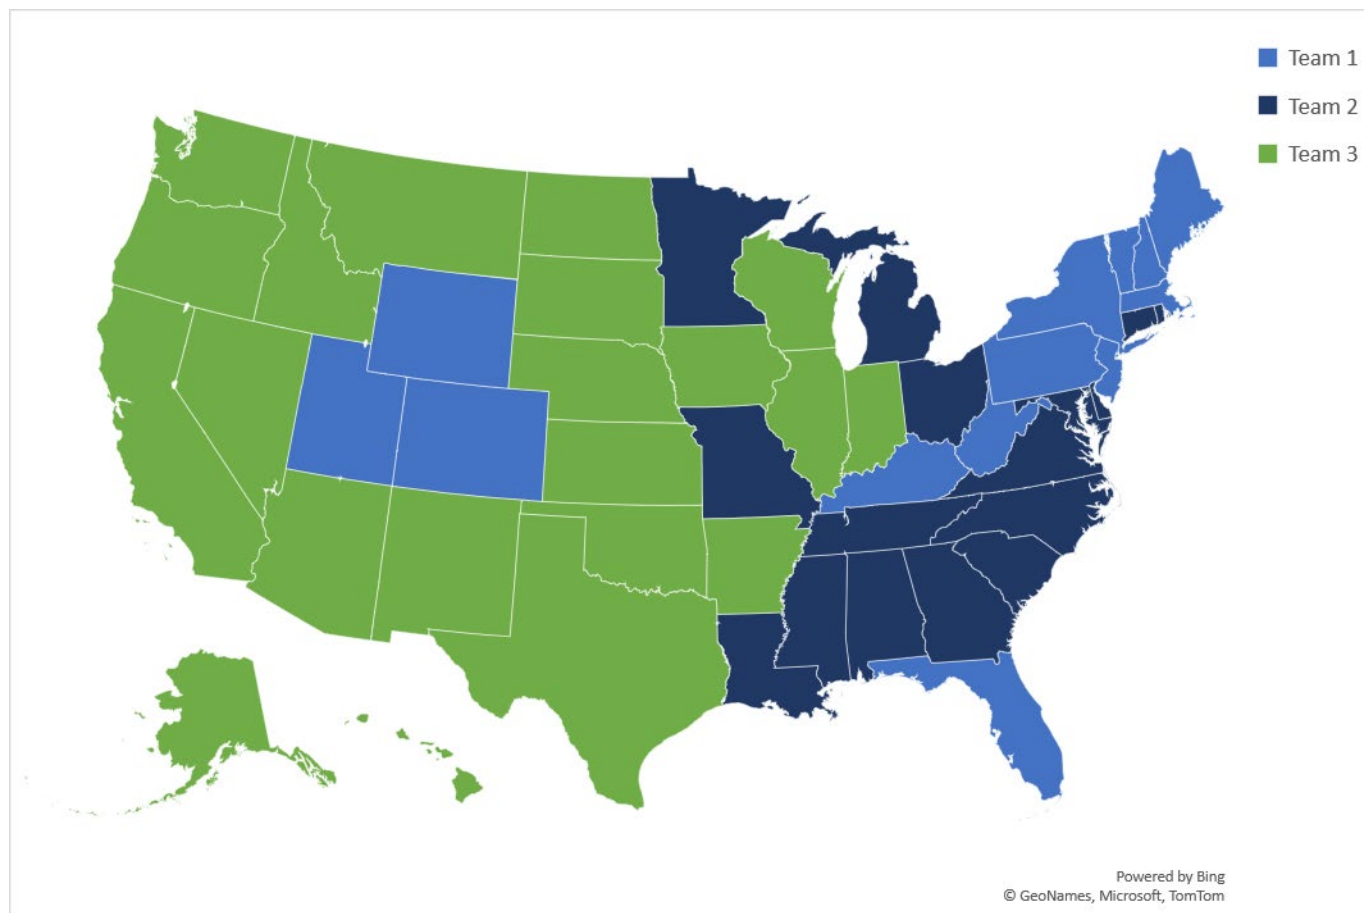 Team 1
Team 2
Team 3
Powered by Bing
© GeoNames, Microsoft, TomTom